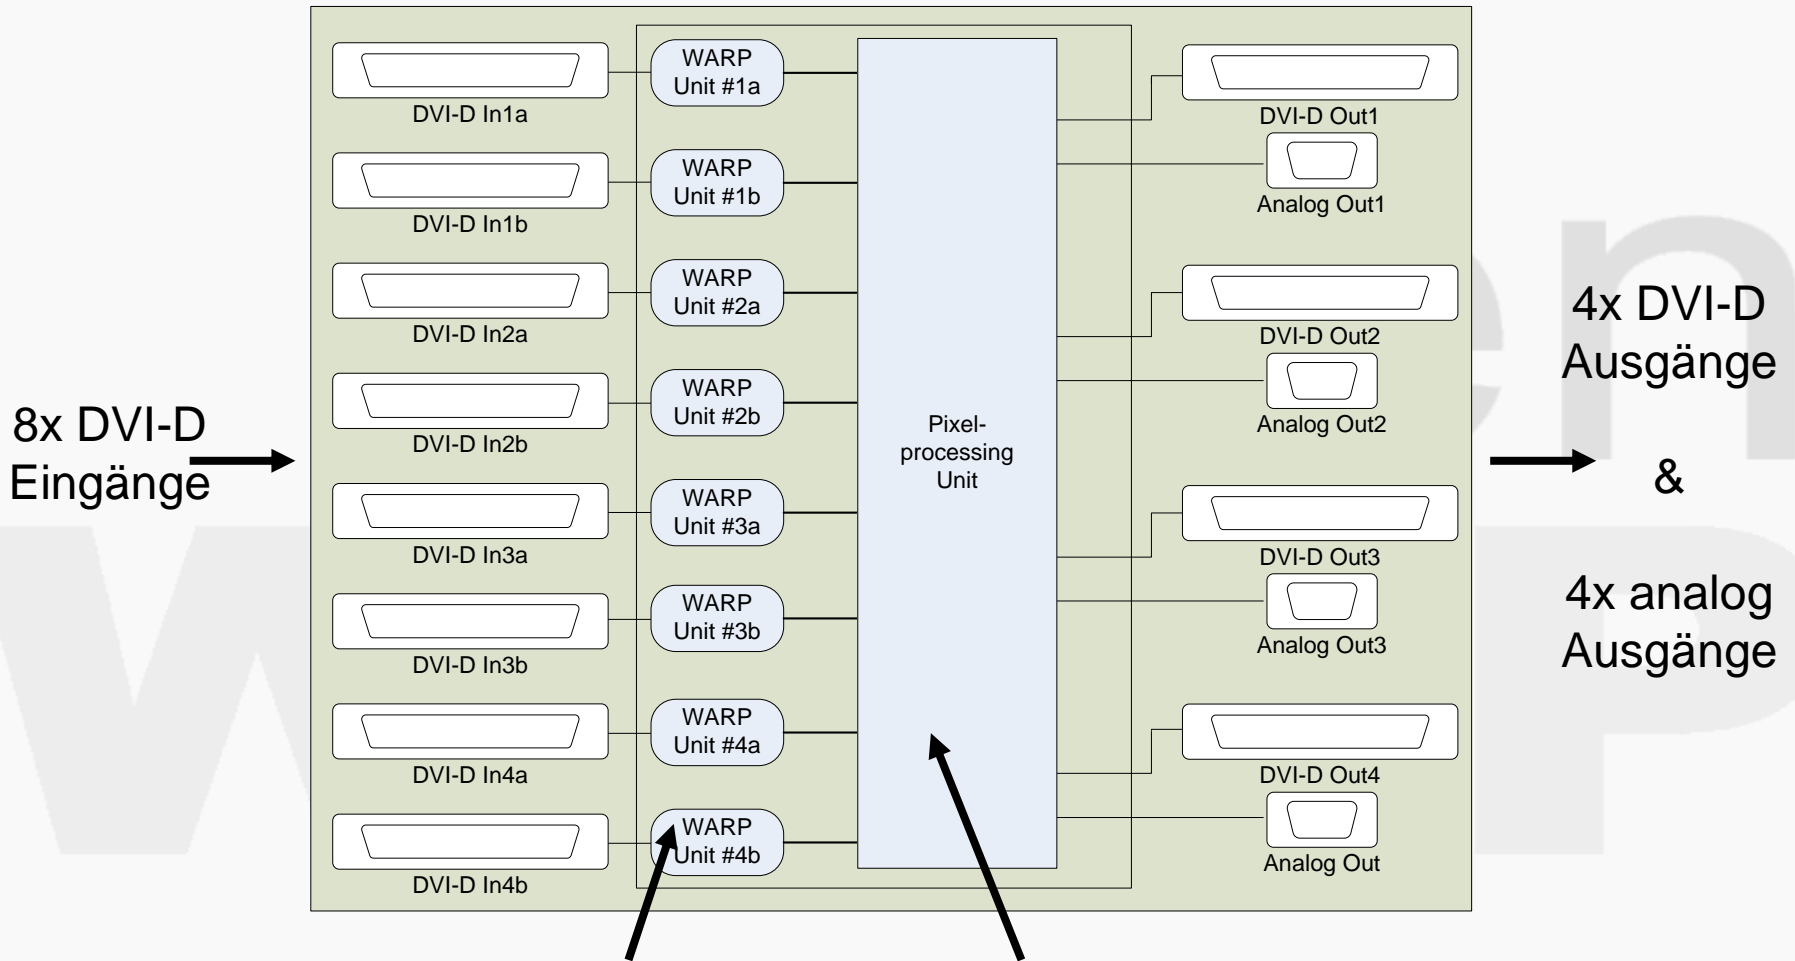 8x DVI-D
Eingänge
DVI-D In1a
DVI-D In1b
DVI-D In2a
DVI-D In2b
DVI-D In3a
DVI-D In3b
DVI-D In4a
DVI-D In4b
WARP
Unit #1a
WARP
Unit #1b
WARP
Unit #2a
WARP
Unit #2b
WARP
Unit #3a
WARP
Unit #3b
WARP
Unit #4a
WARP
Unit #4b
Pixel-
processing
Unit
DVI-D Out1
Analog Out1
DVI-D Out2
Analog Out2
DVI-D Out3
Analog Out3
DVI-D Out4
Analog Out
4x DVI-D
Ausgänge
&
4x analog
Ausgänge